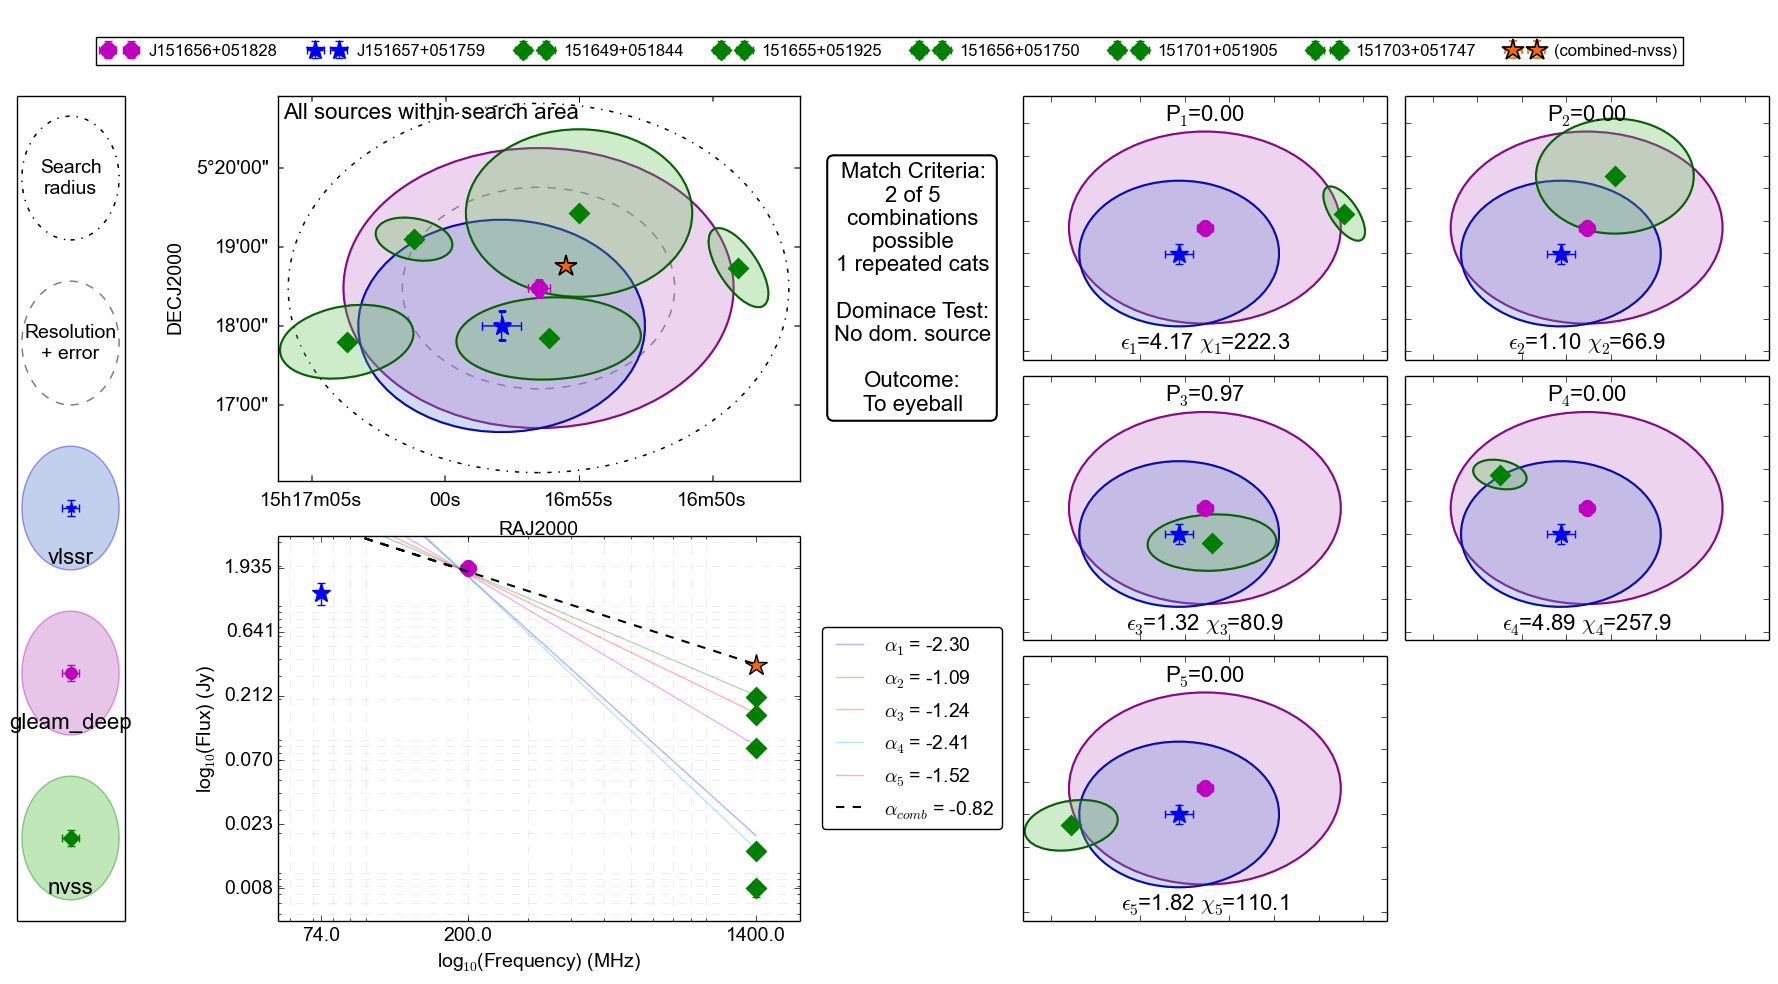 J151656+051828 J151657+051759 151649+051844 151655+051925 151656+051750 151701+051905 151703+051747 (combined-nvss)
Search
radius
Resolution
+ error
vlssr
gleam_deep
nvss
All sources within search area
DECJ2000
5°20'00"
19'00"
18'00"
17'00"
15h17m05s 00s 16m55s 16m50s
RAJ2000
Match Criteria:
2 of 5
combinations
possible
1 repeated cats
Dominace Test:
No dom. source
Outcome:
To eyeball
log10(Flux) (Jy)
1.935
0.641
0.212
0.070
0.023
0.008
74.0 200.0 1400.0
log10(Frequency) (MHz)
α1 = -2.30
α2 = -1.09
α3 = -1.24
α4 = -2.41
α5 = -1.52
αcomb = -0.82
P1=0.00
ϵ1=4.17 χ1=222.3
P2=0.00
ϵ2=1.10 χ2=66.9
P3=0.97
ϵ3=1.32 χ3=80.9
P4=0.00
ϵ4=4.89 χ4=257.9
P5=0.00
ϵ5=1.82 χ5=110.1